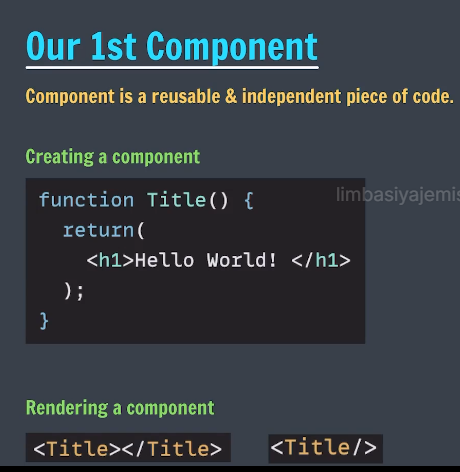 Our 1st Component
Component is a reusable & independent piece of code.
Creating a component
function Title() {
limbasiyajemis
return(
<h1>Hello World! </h1>
);
}
Rendering a component
<Title></Title>
<Title/>